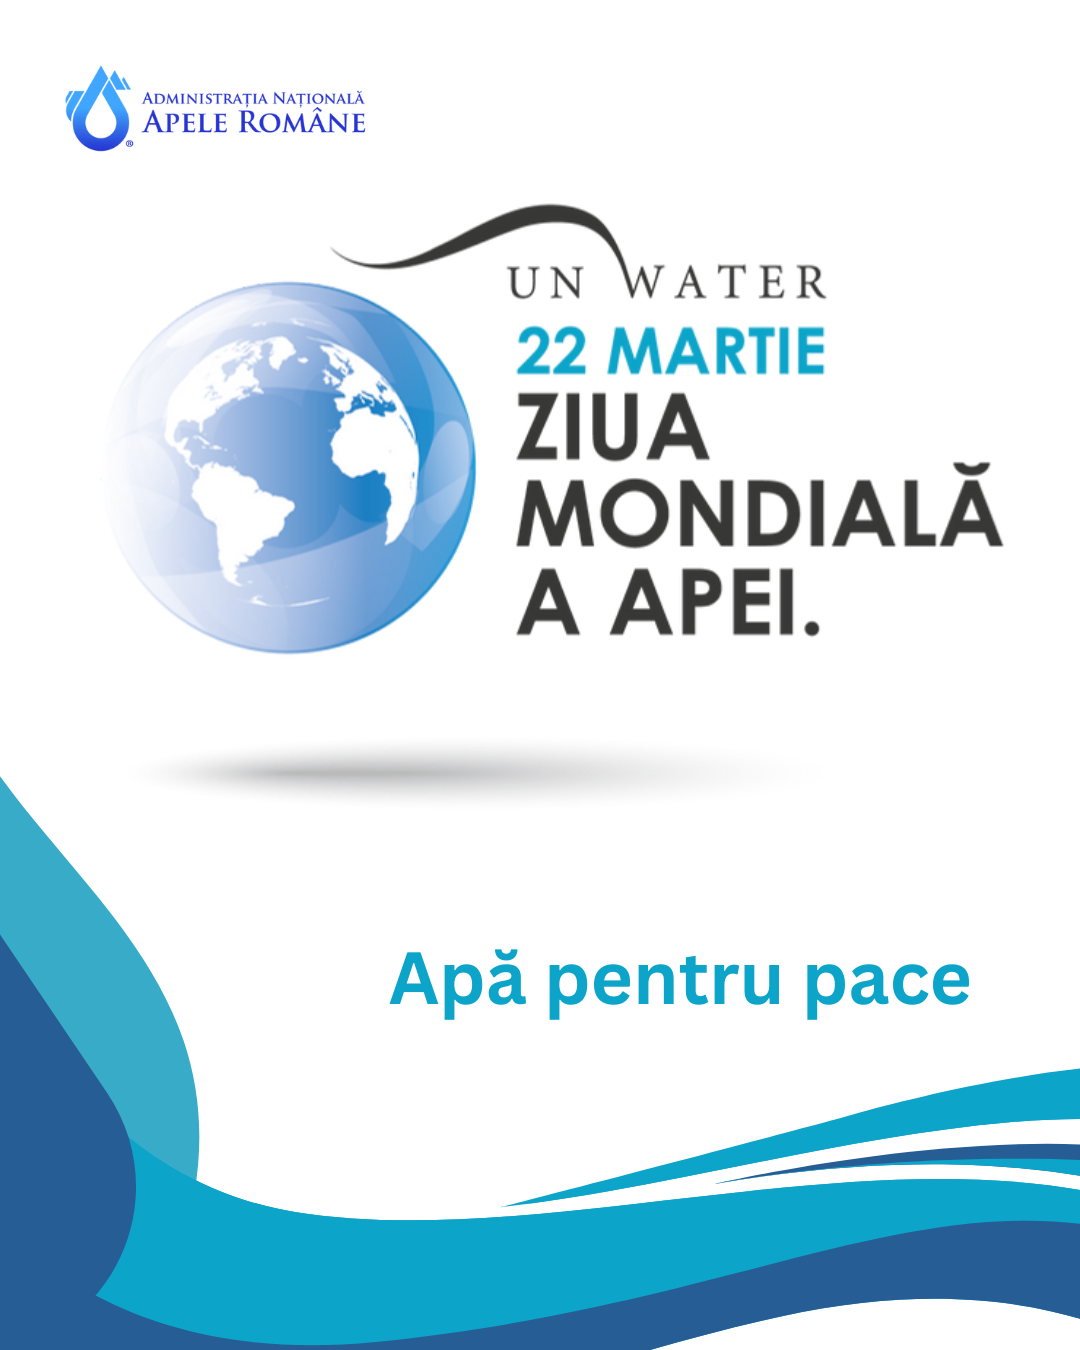 Administrația Națională
Apele Române
®
UN WATER
22 MARTIE
ZIUA
MONDIALĂ
A APEI.
Apă pentru pace